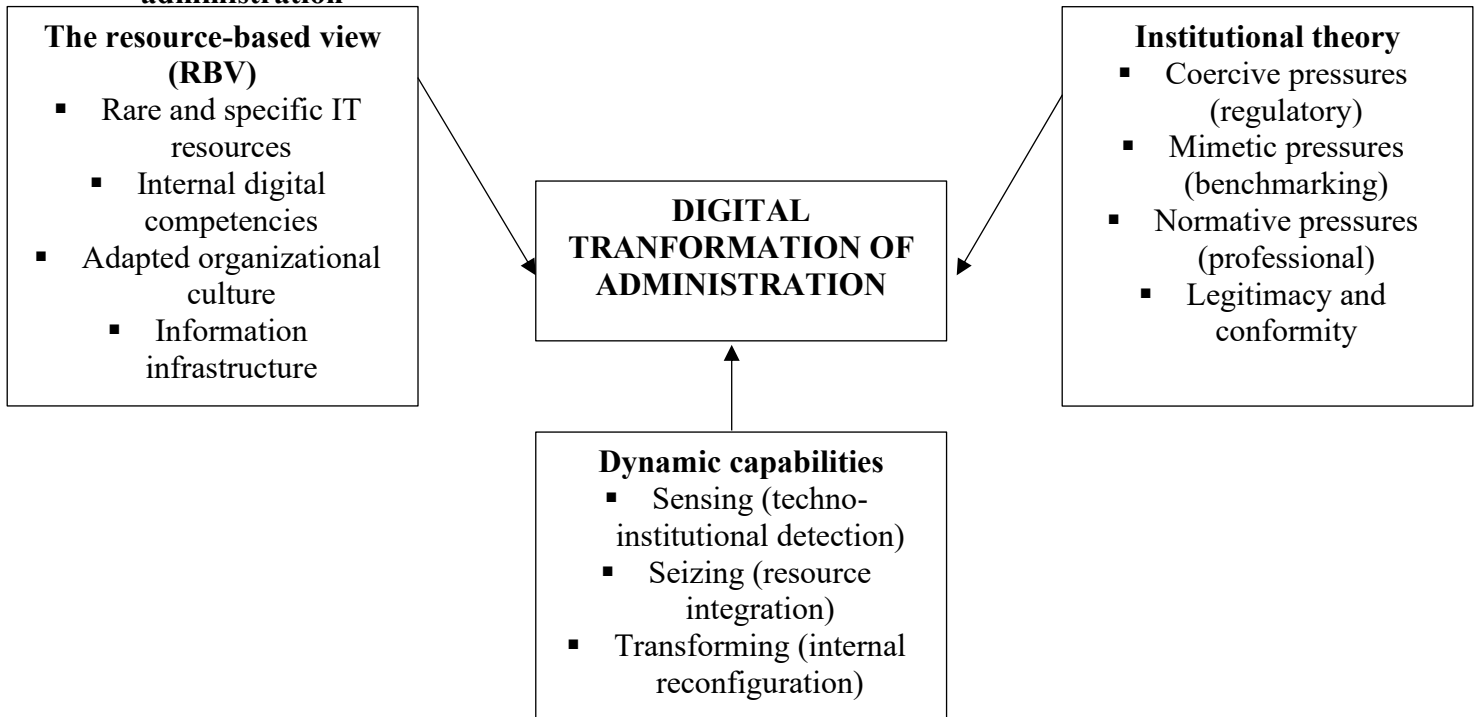 administration
The resource-based view
(RBV)
▪ Rare and specific IT
resources
▪ Internal digital
competencies
▪ Adapted organizational
culture
▪ Information
infrastructure
Institutional theory
▪ Coercive pressures
(regulatory)
▪ Mimetic pressures
(benchmarking)
▪ Normative pressures
(professional)
▪ Legitimacy and
conformity
DIGITAL
TRANFORMATION OF
ADMINISTRATION
Dynamic capabilities
▪ Sensing (techno-
institutional detection)
▪ Seizing (resource
integration)
▪ Transforming (internal
reconfiguration)